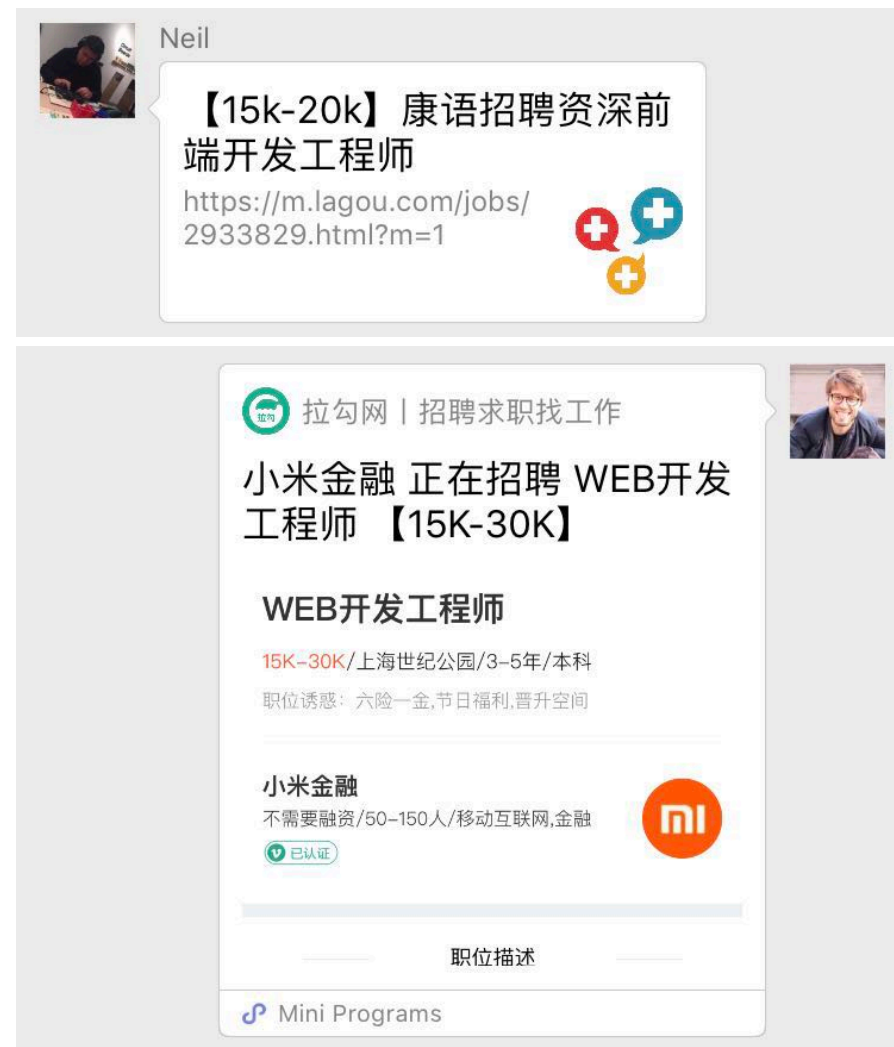 Neil
【15k-20k】康语招聘资深前
端开发工程师
https://m.lagou.com/jobs/
2933829.html?m=1
拉勾
拉勾网丨招聘求职找工作
小米金融 正在招聘 WEB开发
工程师 【15K-30K】
WEB开发工程师
15K-30K/上海世纪公园/3-5年/本科
职位诱惑：六险一金,节日福利,晋升空间
小米金融
不需要融资/50-150人/移动互联网,金融
已认证
职位描述
Mini Programs